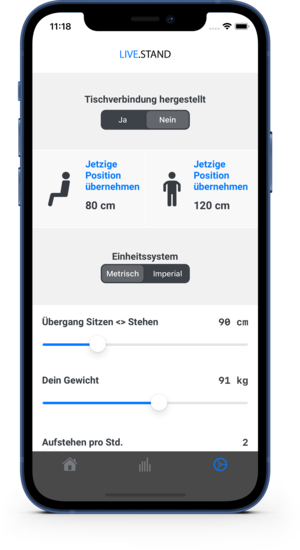 11:18
LIVE.STAND
Tischverbindung hergestellt
Ja Nein
Jetzige
Position
übernehmen
80 cm
Jetzige
Position
übernehmen
120 cm
Einheitssystem
Metrisch Imperial
Übergang Sitzen <> Stehen 90 cm
Dein Gewicht 91 kg
Aufstehen pro Std. 2